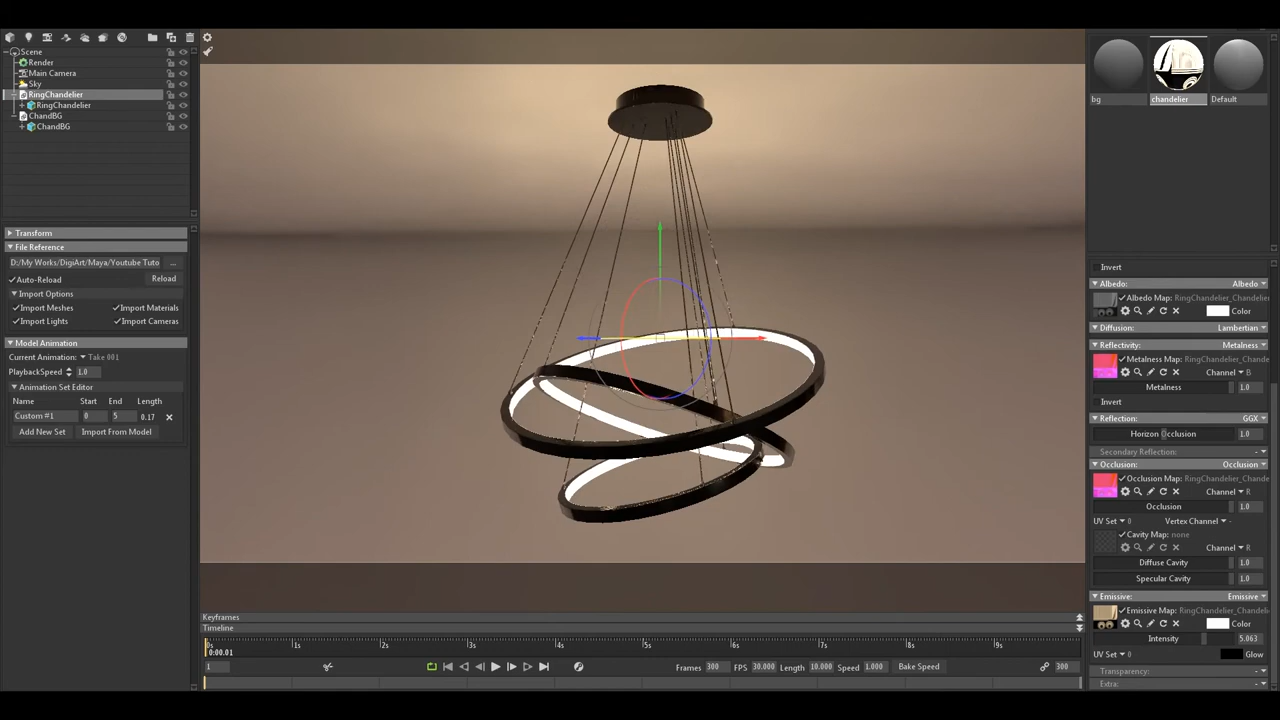 Scene
Render
Main Camera
Sky
RingChandelier
RingChandelier
ChandBG
ChandBG
Transform
File Reference
D:/My Works/DigiArt/Maya/Youtube Tuto ...
Auto-Reload Reload
Import Options
Import Meshes Import Materials
Import Lights Import Cameras
Model Animation
Current Animation: Take 001
PlaybackSpeed 1.0
Animation Set Editor
Name Start End Length
Custom #1 0 5 0.17
Add New Set Import From Model
bg chandelier Default
Invert
Albedo: Albedo
Albedo Map: RingChandelier_Chandelier
Color
Diffusion: Lambertian
Reflectivity: Metalness
Metalness Map: RingChandelier_Chande
Channel B
Metalness 1.0
Invert
Reflection: GGX
Horizon Occlusion 1.0
Secondary Reflection: -
Occlusion: Occlusion
Occlusion Map: RingChandelier_Chande
Channel R
Occlusion 1.0
UV Set 0 Vertex Channel -
Cavity Map: none
Channel R
Diffuse Cavity 1.0
Specular Cavity 1.0
Emissive: Emissive
Emissive Map: RingChandelier_Chandeli
Color
Intensity 5.063
UV Set 0 Glow
Transparency: -
Extra: -
Keyframes
Timeline
0s 1s 2s 3s 4s 5s 6s 7s 8s 9s
0:00.01
1 Frames 300 FPS 30.000 Length 10.000 Speed 1.000 Bake Speed 300